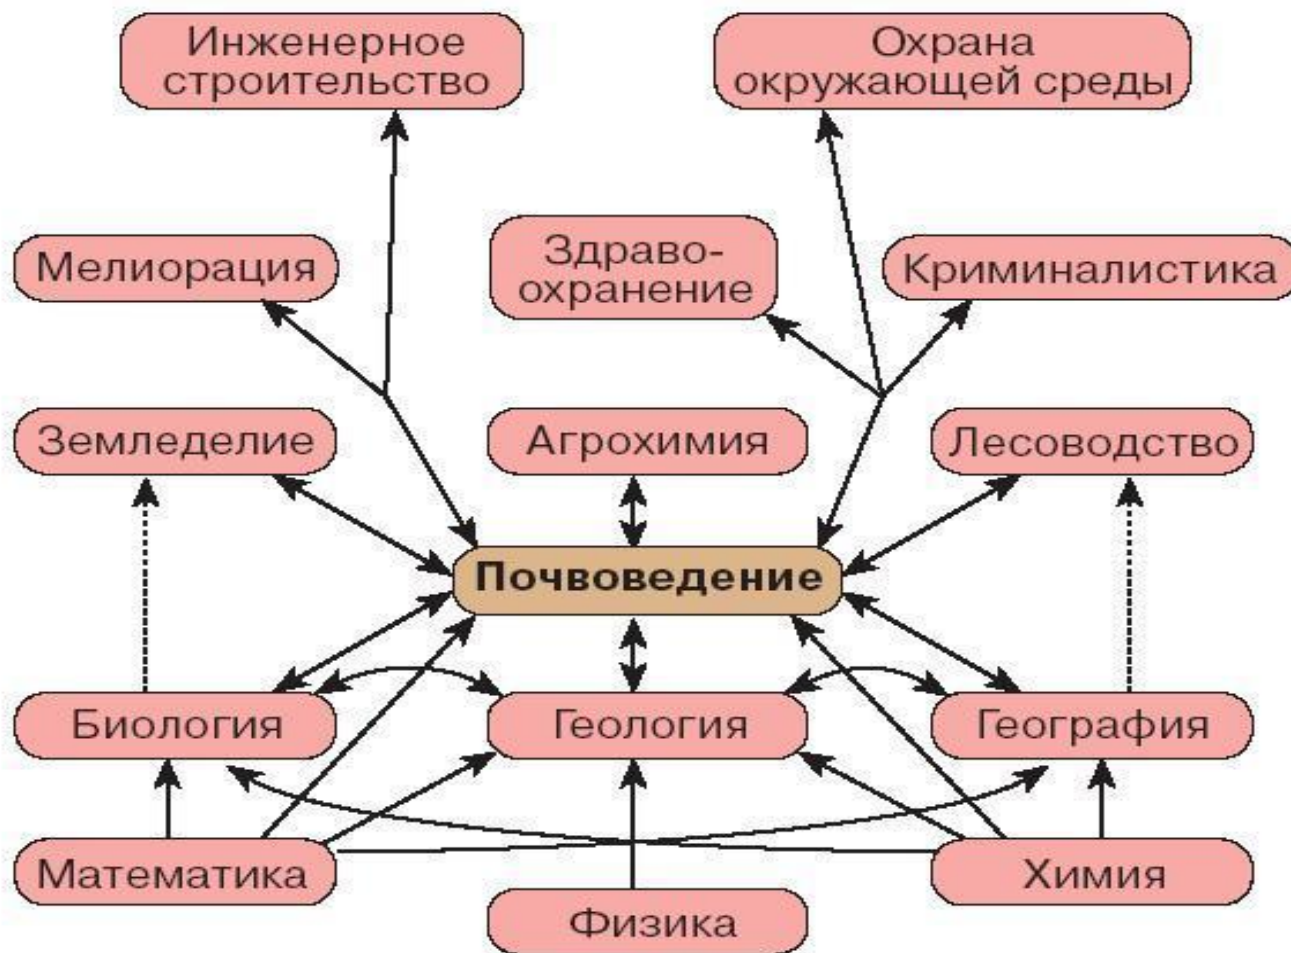 Инженерное
строительство
Охрана
окружающей среды
Мелиорация
Здраво-
охранение
Криминалистика
Земледелие
Агрохимия
Лесоводство
Почвоведение
Биология
Геология
География
Математика
Физика
Химия